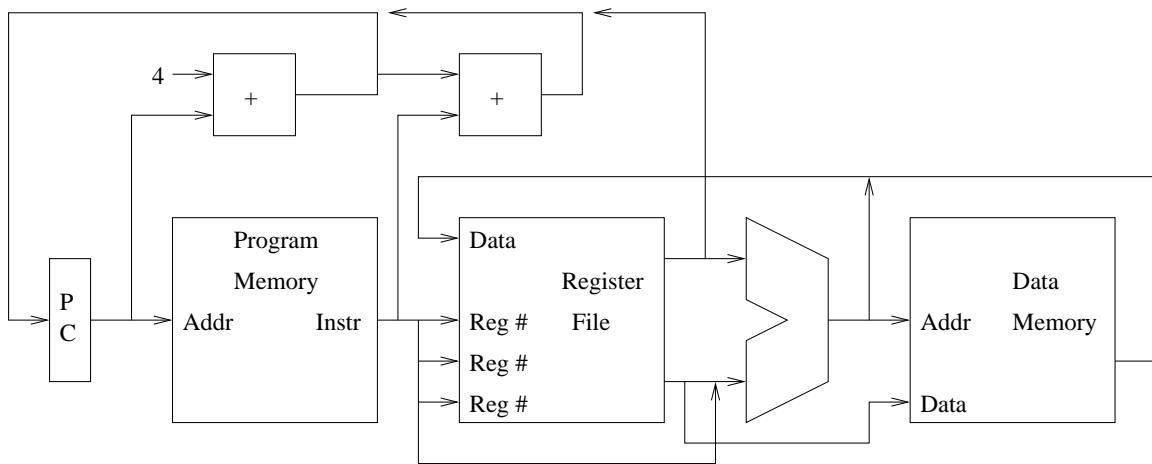 4
+
+
Program
Memory
Addr
Instr
P
C
Data
Register
File
Reg #
Reg #
Reg #
Data
Memory
Addr
Data